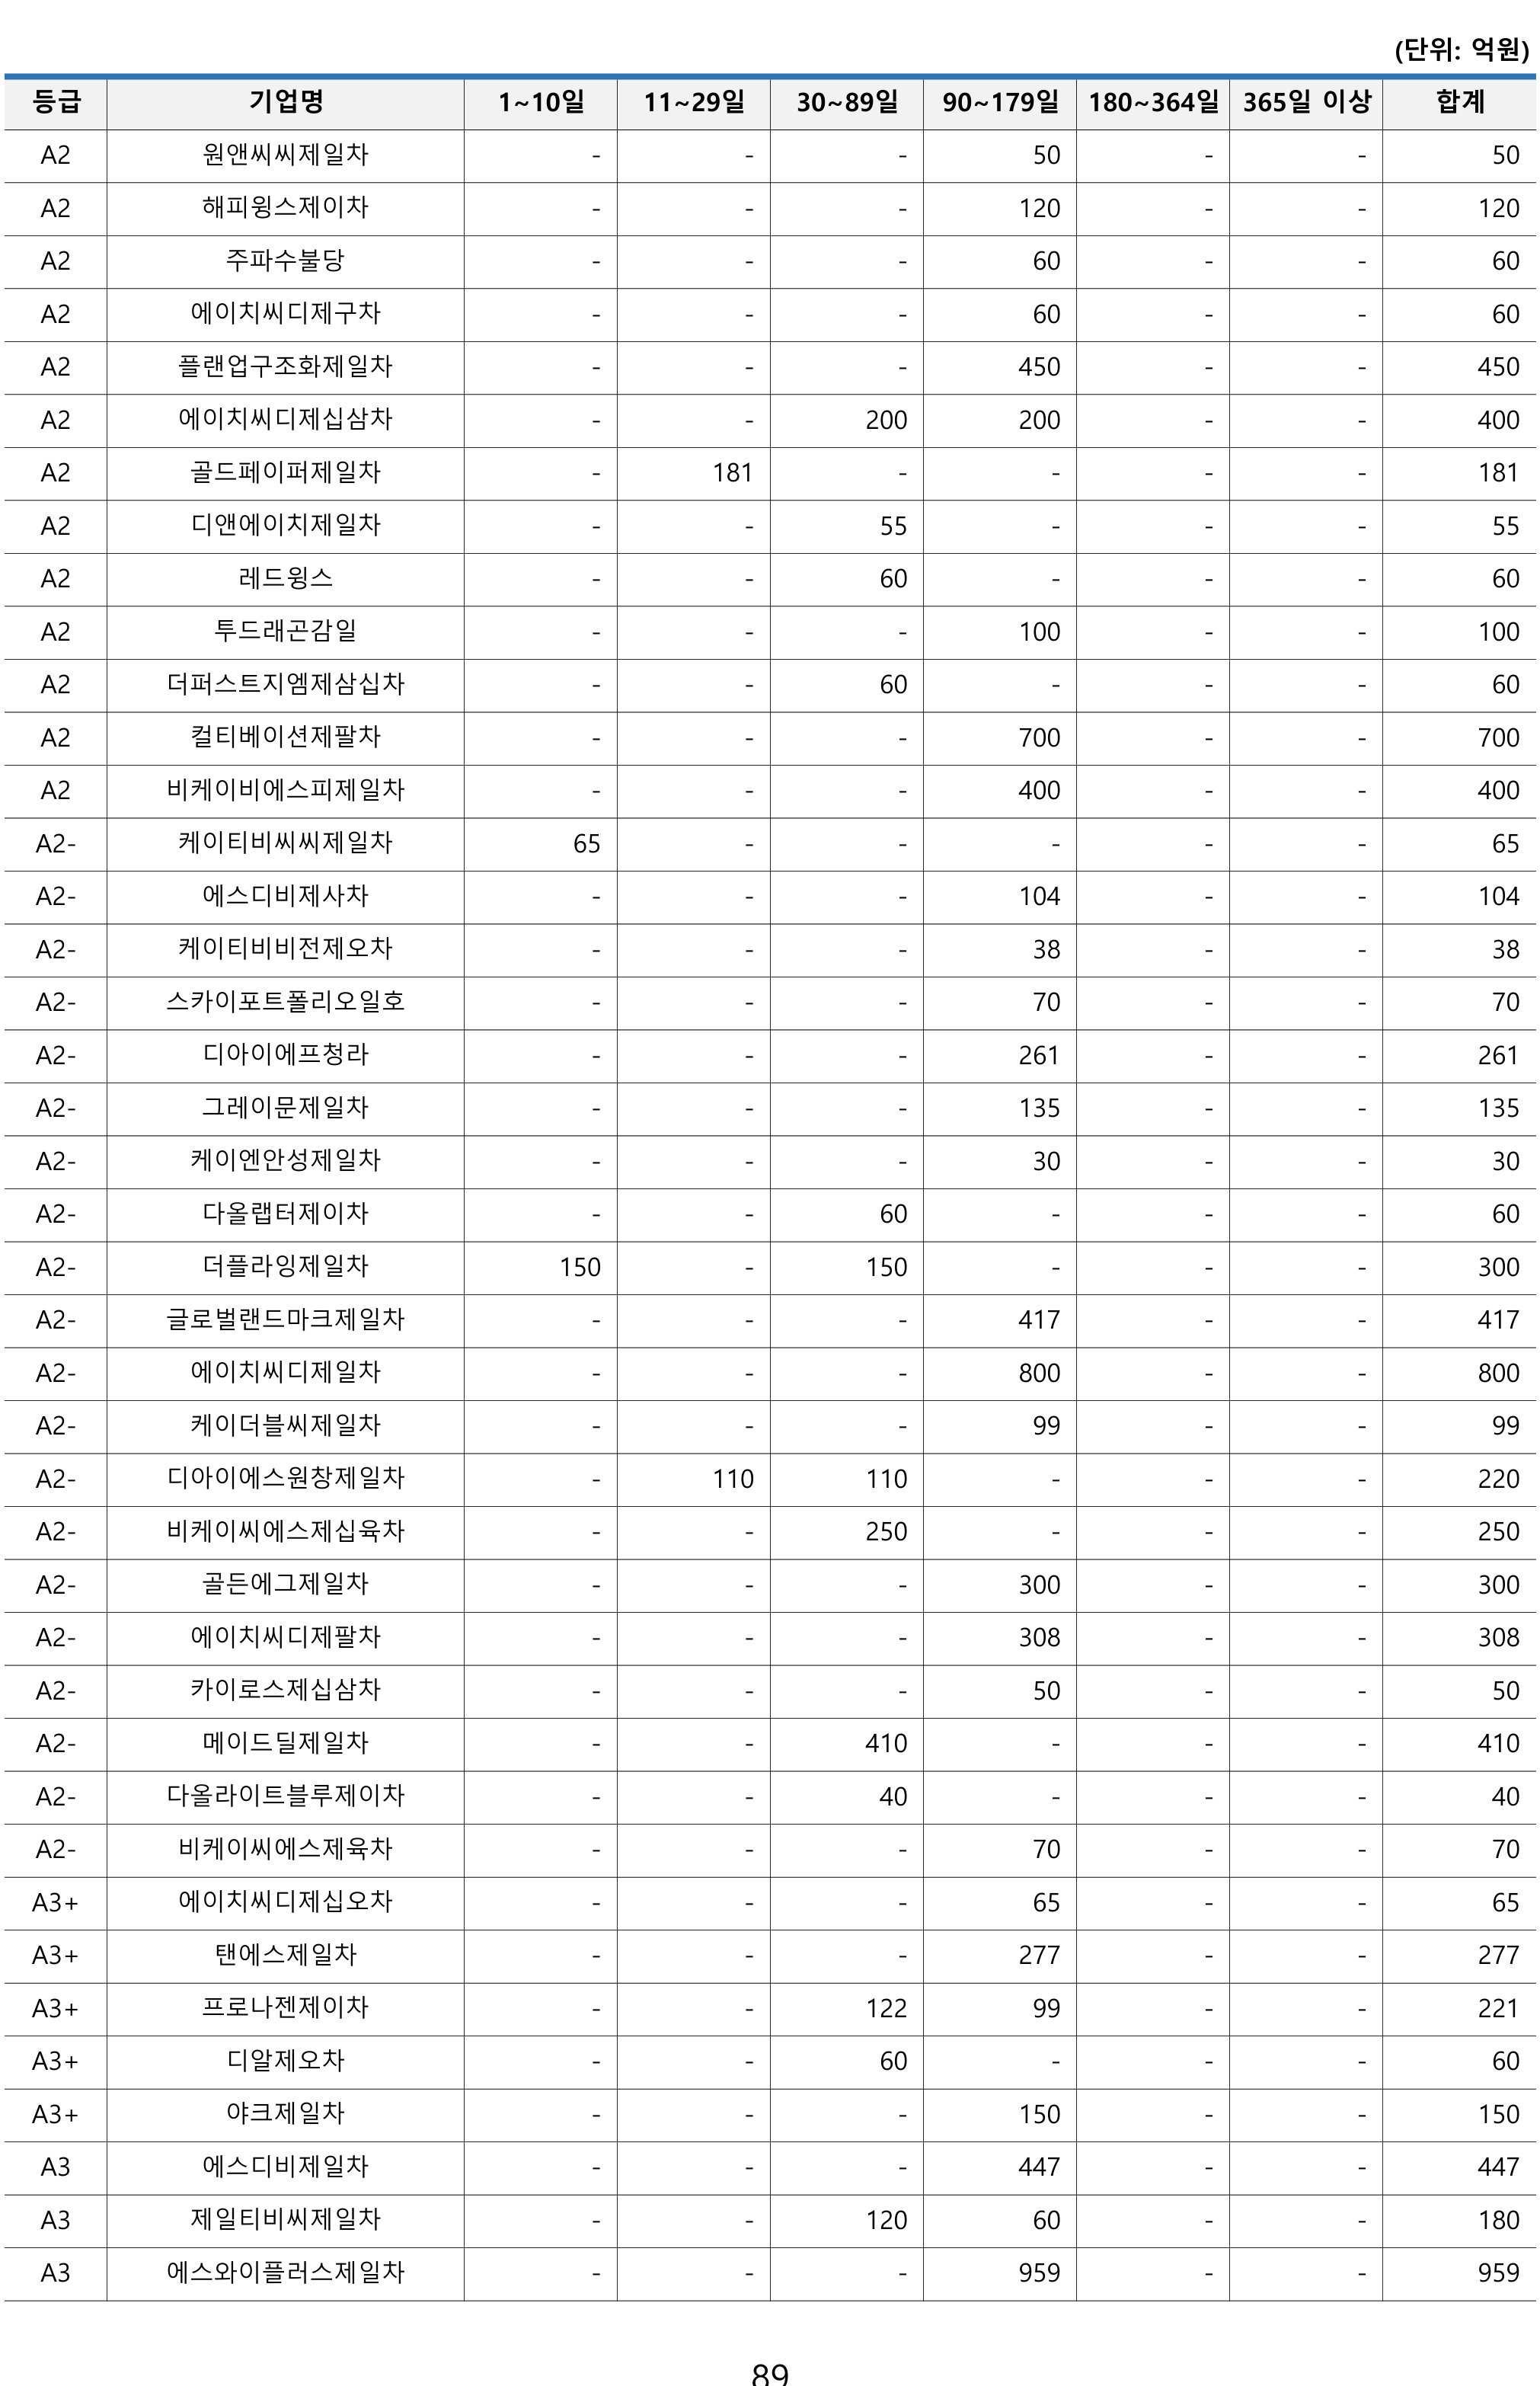 (단위: 억원)
등급 기업명 1~10일 11~29일 30~89일 90~179일 180~364일 365일 이상 합계
A2 원앤씨씨제일차 - - - 50 - - 50
A2 해피윙스제이차 - - - 120 - - 120
A2 주파수불당 - - - 60 - - 60
A2 에이치씨디제구차 - - - 60 - - 60
A2 플랜업구조화제일차 - - - 450 - - 450
A2 에이치씨디제십삼차 - - 200 200 - - 400
A2 골드페이퍼제일차 - 181 - - - - 181
A2 디앤에이치제일차 - - 55 - - - 55
A2 레드윙스 - - 60 - - - 60
A2 투드래곤감일 - - - 100 - - 100
A2 더퍼스트지엠제삼십차 - - 60 - - - 60
A2 컬티베이션제팔차 - - - 700 - - 700
A2 비케이비에스피제일차 - - - 400 - - 400
A2- 케이티비씨씨제일차 65 - - - - - 65
A2- 에스디비제사차 - - - 104 - - 104
A2- 케이티비비전제오차 - - - 38 - - 38
A2- 스카이포트폴리오일호 - - - 70 - - 70
A2- 디아이에프청라 - - - 261 - - 261
A2- 그레이문제일차 - - - 135 - - 135
A2- 케이엔안성제일차 - - - 30 - - 30
A2- 다올랩터제이차 - - 60 - - - 60
A2- 더플라잉제일차 150 - 150 - - - 300
A2- 글로벌랜드마크제일차 - - - 417 - - 417
A2- 에이치씨디제일차 - - - 800 - - 800
A2- 케이더블씨제일차 - - - 99 - - 99
A2- 디아이에스원창제일차 - 110 110 - - - 220
A2- 비케이씨에스제십육차 - - 250 - - - 250
A2- 골든에그제일차 - - - 300 - - 300
A2- 에이치씨디제팔차 - - - 308 - - 308
A2- 카이로스제십삼차 - - - 50 - - 50
A2- 메이드딜제일차 - - 410 - - - 410
A2- 다올라이트블루제이차 - - 40 - - - 40
A2- 비케이씨에스제육차 - - - 70 - - 70
A3+ 에이치씨디제십오차 - - - 65 - - 65
A3+ 탠에스제일차 - - - 277 - - 277
A3+ 프로나젠제이차 - - 122 99 - - 221
A3+ 디알제오차 - - 60 - - - 60
A3+ 야크제일차 - - - 150 - - 150
A3 에스디비제일차 - - - 447 - - 447
A3 제일티비씨제일차 - - 120 60 - - 180
A3 에스와이플러스제일차 - - - 959 - - 959
89